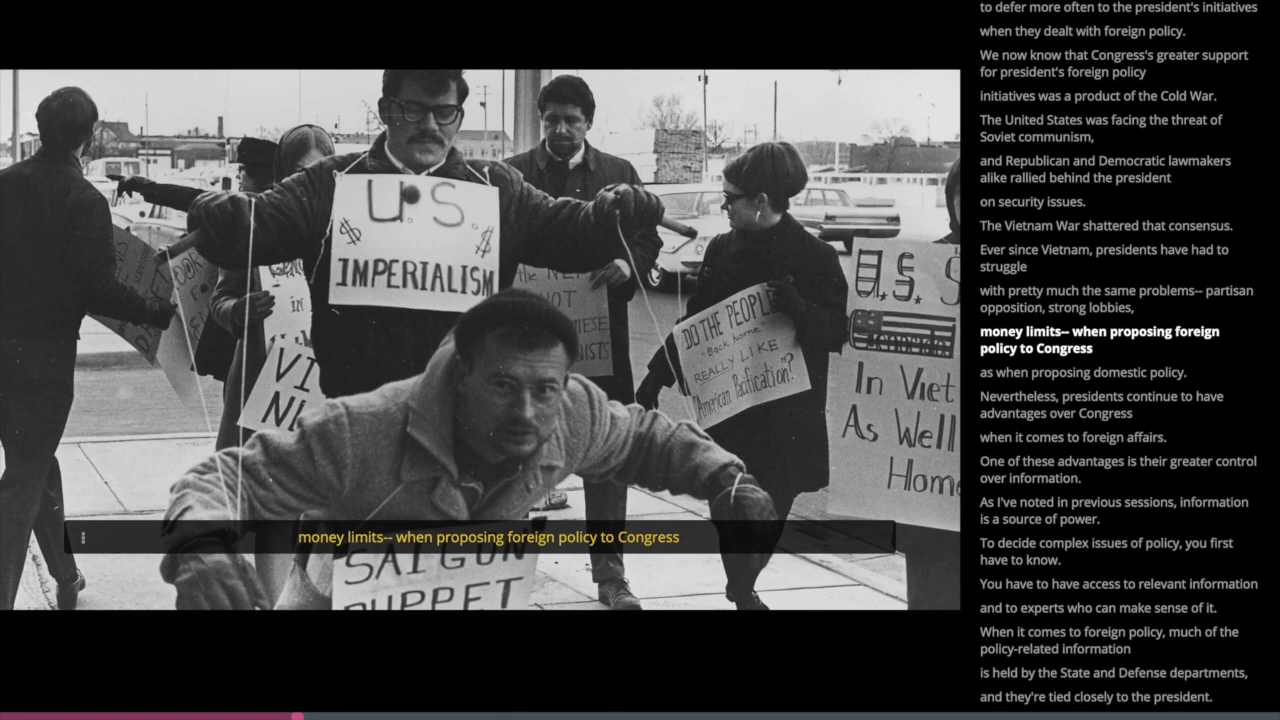 U.S.
$ $
IMPERIALISM
the
NOT
DO THE PEOPLE
"Back home"
REALLY LIKE
"American Pacification"?
U.S. S
In Viet
As Well
Home
VI
NL
SAIGON
PUPPET
money limits-- when proposing foreign policy to Congress
to defer more often to the president's initiatives
when they dealt with foreign policy.
We now know that Congress's greater support
for president's foreign policy
initiatives was a product of the Cold War.
The United States was facing the threat of
Soviet communism,
and Republican and Democratic lawmakers
alike rallied behind the president
on security issues.
The Vietnam War shattered that consensus.
Ever since Vietnam, presidents have had to
struggle
with pretty much the same problems-- partisan
opposition, strong lobbies,
money limits-- when proposing foreign
policy to Congress
as when proposing domestic policy.
Nevertheless, presidents continue to have
advantages over Congress
when it comes to foreign affairs.
One of these advantages is their greater control
over information.
As I've noted in previous sessions, information
is a source of power.
To decide complex issues of policy, you first
have to know.
You have to have access to relevant information
and to experts who can make sense of it.
When it comes to foreign policy, much of the
policy-related information
is held by the State and Defense departments,
and they're tied closely to the president.